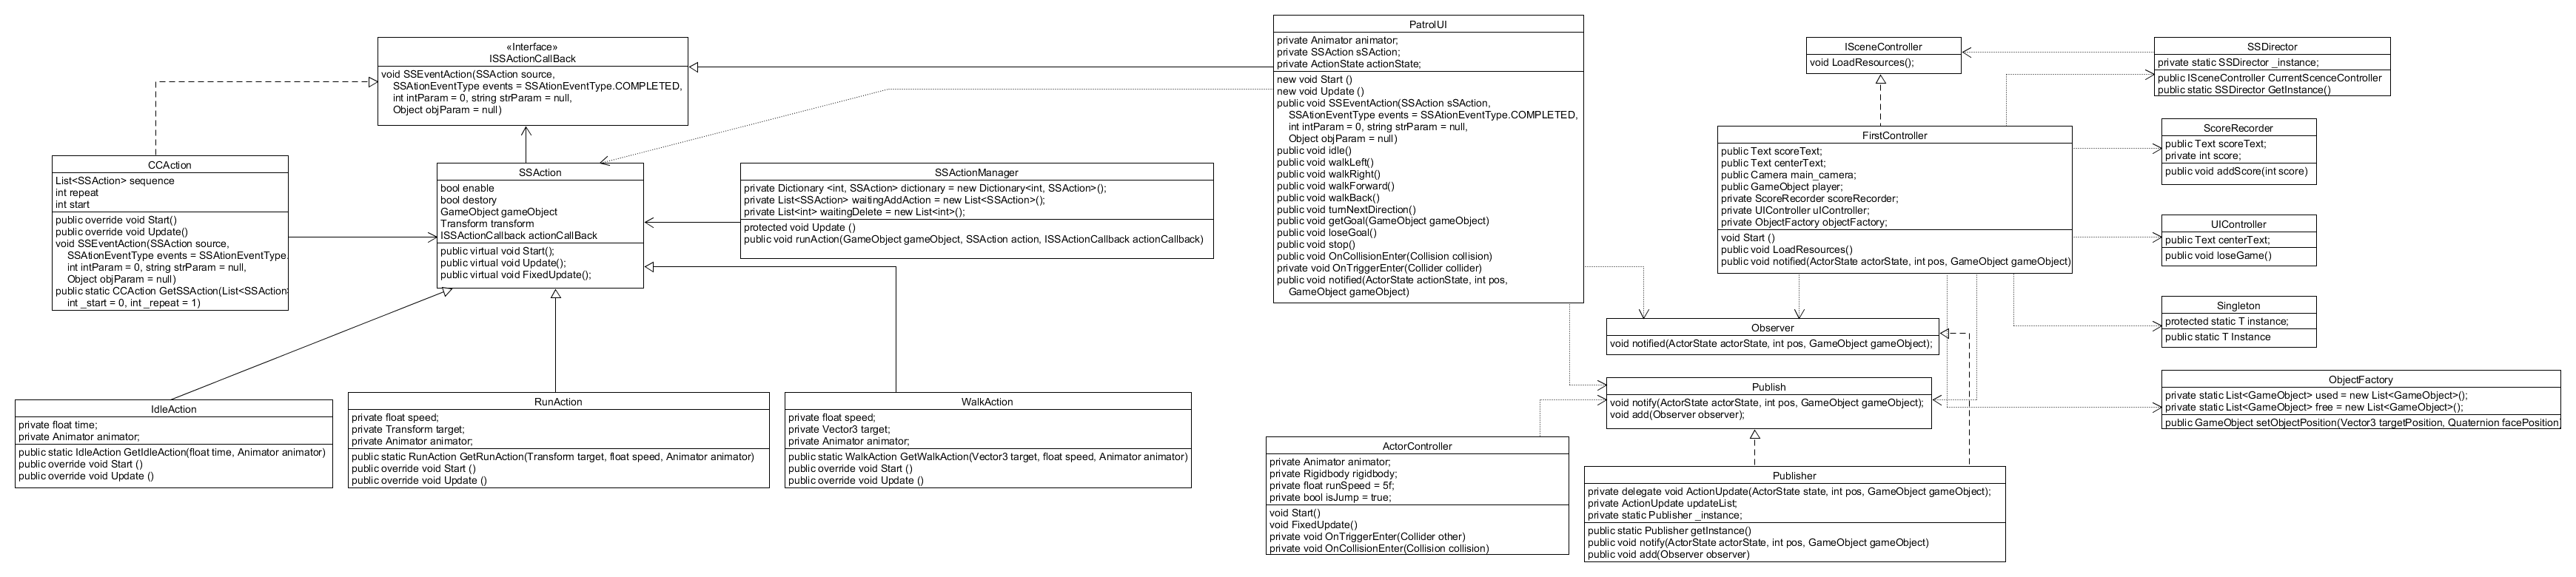 «Interface»
ISSActionCallBack
void SSEventAction(SSAction source,
SSAtionEventType events = SSAtionEventType.COMPLETED,
int intParam = 0, string strParam = null,
Object objParam = null)
CCAction
List<SSAction> sequence
int repeat
int start
public override void Start()
public override void Update()
void SSEventAction(SSAction source,
SSAtionEventType events = SSAtionEventType.
int intParam = 0, string strParam = null,
Object objParam = null)
public static CCAction GetSSAction(List<SSAction>
int _start = 0, int _repeat = 1)
SSAction
bool enable
bool destory
GameObject gameObject
Transform transform
ISSActionCallback actionCallBack
public virtual void Start();
public virtual void Update();
public virtual void FixedUpdate();
SSActionManager
private Dictionary <int, SSAction> dictionary = new Dictionary<int, SSAction>();
private List<SSAction> waitingAddAction = new List<SSAction>();
private List<int> waitingDelete = new List<int>();
protected void Update ()
public void runAction(GameObject gameObject, SSAction action, ISSActionCallback actionCallback)
IdleAction
private float time;
private Animator animator;
public static IdleAction GetIdleAction(float time, Animator animator)
public override void Start ()
public override void Update ()
RunAction
private float speed;
private Transform target;
private Animator animator;
public static RunAction GetRunAction(Transform target, float speed, Animator animator)
public override void Start ()
public override void Update ()
WalkAction
private float speed;
private Vector3 target;
private Animator animator;
public static WalkAction GetWalkAction(Vector3 target, float speed, Animator animator)
public override void Start ()
public override void Update ()
PatrolUI
private Animator animator;
private SSAction sSAction;
private ActionState actionState;
new void Start ()
new void Update ()
public void SSEventAction(SSAction sSAction,
SSAtionEventType events = SSAtionEventType.COMPLETED,
int intParam = 0, string strParam = null,
Object objParam = null)
public void idle()
public void walkLeft()
public void walkRight()
public void walkForward()
public void walkBack()
public void turnNextDirection()
public void getGoal(GameObject gameObject)
public void loseGoal()
public void stop()
public void OnCollisionEnter(Collision collision)
private void OnTriggerEnter(Collider collider)
public void notified(ActorState actionState, int pos,
GameObject gameObject)
ActorController
private Animator animator;
private Rigidbody rigidbody;
private float runSpeed = 5f;
private bool isJump = true;
void Start()
void FixedUpdate()
private void OnTriggerEnter(Collider other)
private void OnCollisionEnter(Collision collision)
ISceneController
void LoadResources();
FirstController
public Text scoreText;
public Text centerText;
public Camera main_camera;
public GameObject player;
private ScoreRecorder scoreRecorder;
private UIController uIController;
private ObjectFactory objectFactory;
void Start ()
public void LoadResources()
public void notified(ActorState actorState, int pos, GameObject gameObject)
Observer
void notified(ActorState actorState, int pos, GameObject gameObject);
Publish
void notify(ActorState actorState, int pos, GameObject gameObject);
void add(Observer observer);
Publisher
private delegate void ActionUpdate(ActorState state, int pos, GameObject gameObject);
private ActionUpdate updateList;
private static Publisher _instance;
public static Publisher getInstance()
public void notify(ActorState actorState, int pos, GameObject gameObject)
public void add(Observer observer)
SSDirector
private static SSDirector _instance;
public ISceneController CurrentScenceController
public static SSDirector GetInstance()
ScoreRecorder
public Text scoreText;
private int score;
public void addScore(int score)
UIController
public Text centerText;
public void loseGame()
Singleton
protected static T instance;
public static T Instance
ObjectFactory
private static List<GameObject> used = new List<GameObject>();
private static List<GameObject> free = new List<GameObject>();
public GameObject setObjectPosition(Vector3 targetPosition, Quaternion facePosition